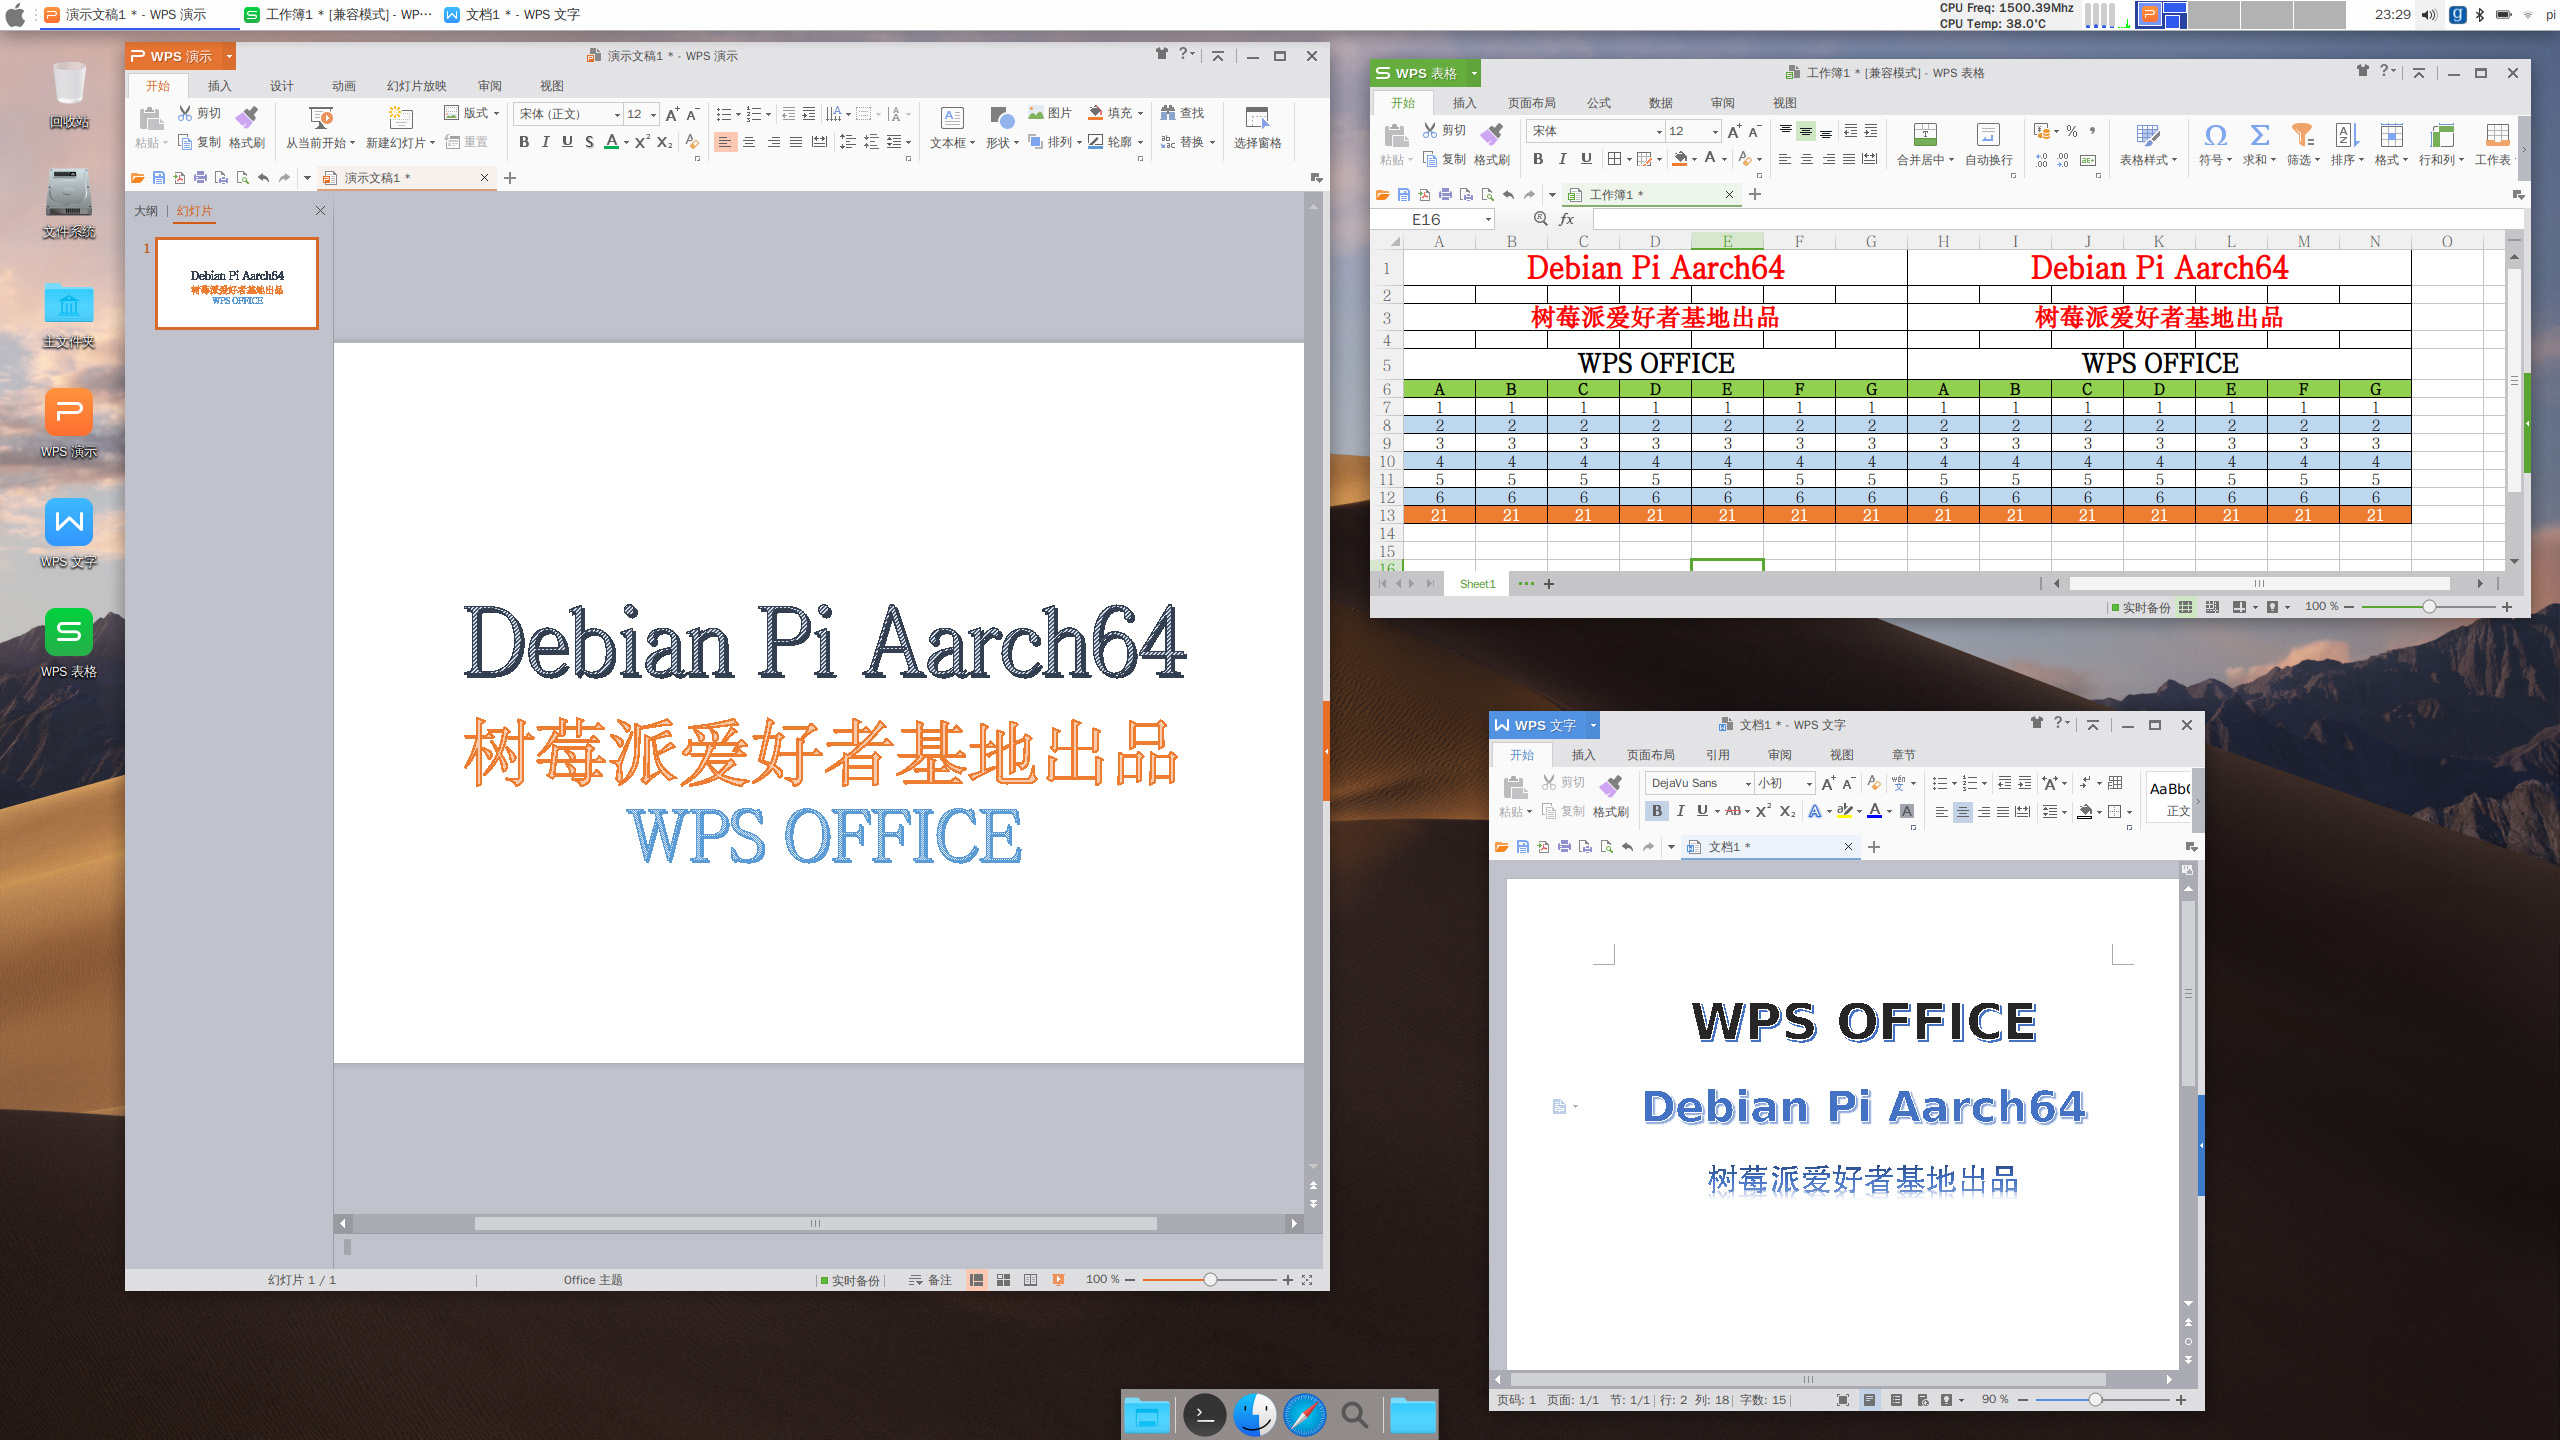 演示文稿1 * - WPS 演示
工作簿1 * [兼容模式] - WP…
文档1 * - WPS 文字
CPU Freq: 1500.39Mhz
CPU Temp: 38.0'C
23:29
pi
回收站
文件系统
主文件夹
WPS 演示
WPS 文字
WPS 表格
WPS 演示
演示文稿1 * - WPS 演示
开始 插入 设计 动画 幻灯片放映 审阅 视图
粘贴 剪切 复制 格式刷 从当前开始 新建幻灯片 版式 重置
宋体 (正文) 12
文本框 形状 图片 排列 填充 轮廓 查找 替换 选择窗格
演示文稿1 *
大纲 幻灯片
1
Debian Pi Aarch64
树莓派爱好者基地出品
WPS OFFICE
Debian Pi Aarch64
树莓派爱好者基地出品
WPS OFFICE
幻灯片 1 / 1 Office 主题 实时备份 备注 100 %
WPS 表格
工作簿1 * [兼容模式] - WPS 表格
开始 插入 页面布局 公式 数据 审阅 视图
粘贴 剪切 复制 格式刷 宋体 12
合并居中 自动换行 表格样式 符号 求和 筛选 排序 格式 行和列 工作表
工作簿1 *
E16 fx
A B C D E F G H I J K L M N O
1 Debian Pi Aarch64 Debian Pi Aarch64
2
3 树莓派爱好者基地出品 树莓派爱好者基地出品
4
5 WPS OFFICE WPS OFFICE
6 A B C D E F G A B C D E F G
7 1 1 1 1 1 1 1 1 1 1 1 1 1 1
8 2 2 2 2 2 2 2 2 2 2 2 2 2 2
9 3 3 3 3 3 3 3 3 3 3 3 3 3 3
10 4 4 4 4 4 4 4 4 4 4 4 4 4 4
11 5 5 5 5 5 5 5 5 5 5 5 5 5 5
12 6 6 6 6 6 6 6 6 6 6 6 6 6 6
13 21 21 21 21 21 21 21 21 21 21 21 21 21 21
14
15
16
Sheet1
实时备份 100 %
WPS 文字
文档1 * - WPS 文字
开始 插入 页面布局 引用 审阅 视图 章节
粘贴 剪切 复制 格式刷 DejaVu Sans 小初
正文
文档1 *
WPS OFFICE
Debian Pi Aarch64
树莓派爱好者基地出品
页码: 1 页面: 1/1 节: 1/1 行: 2 列: 18 字数: 15 90 %